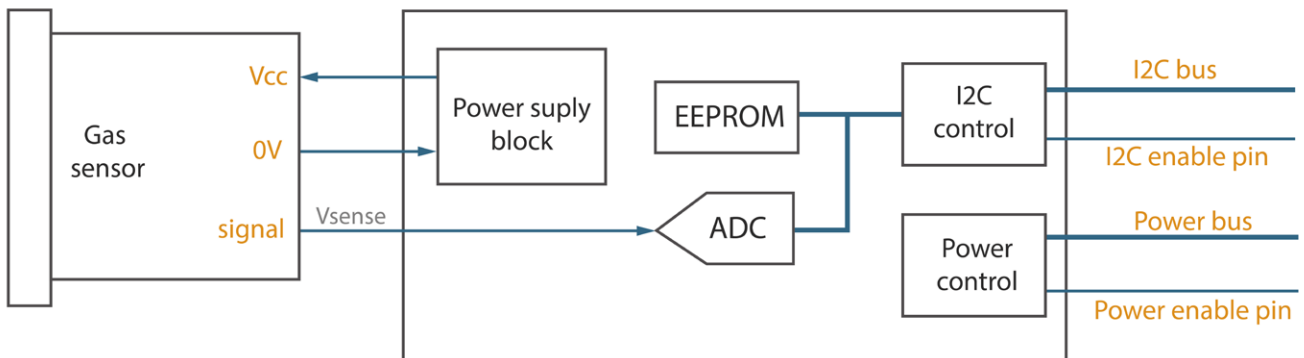 Gas
sensor
Vcc
0V
signal
Vsense
Power suply
block
EEPROM
ADC
I2C
control
Power
control
I2C bus
I2C enable pin
Power bus
Power enable pin